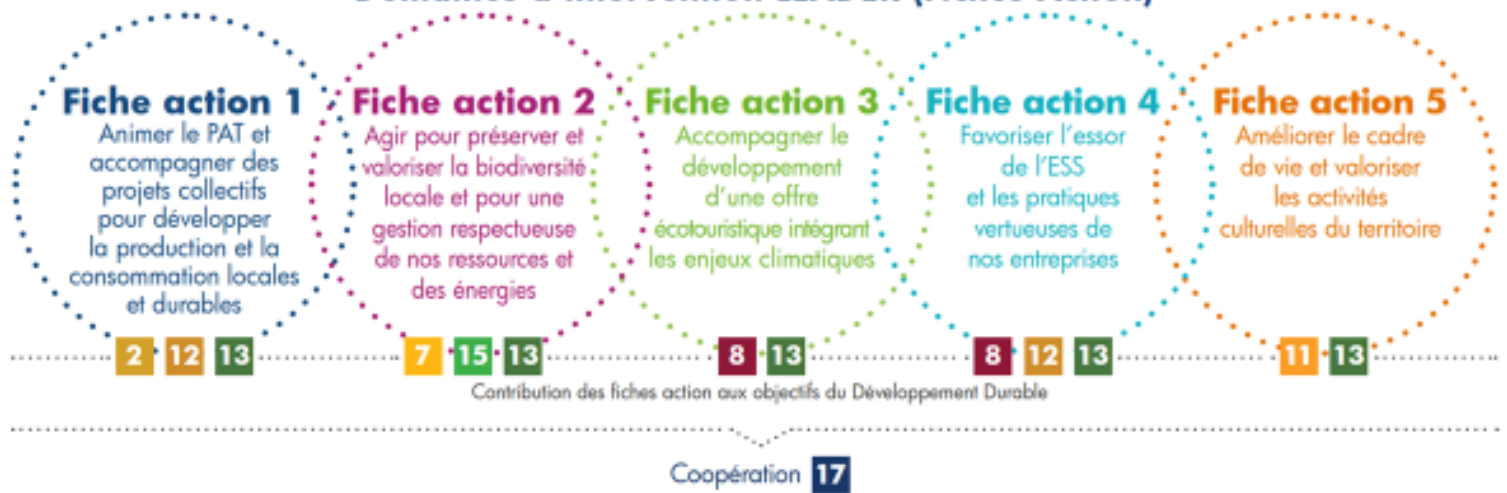 Domaines d'intervention LEADER (Fiches Action)
Fiche action 1
Animer le PAT et
accompagner des
projets collectifs
pour développer
la production et la
consommation locales
et durables
2 12 13
Fiche action 2
Agir pour préserver et
valoriser la biodiversité
locale et pour une
gestion respectueuse
de nos ressources et
des énergies
7 15 13
Fiche action 3
Accompagner le
développement
d'une offre
écotouristique intégrant
les enjeux climatiques
8 13
Fiche action 4
Favoriser l'essor
de l'ESS
et les pratiques
vertueuses de
nos entreprises
8 12 13
Fiche action 5
Améliorer le cadre
de vie et valoriser
les activités
culturelles du territoire
11 13
Contribution des fiches action aux objectifs du Développement Durable
Coopération 17